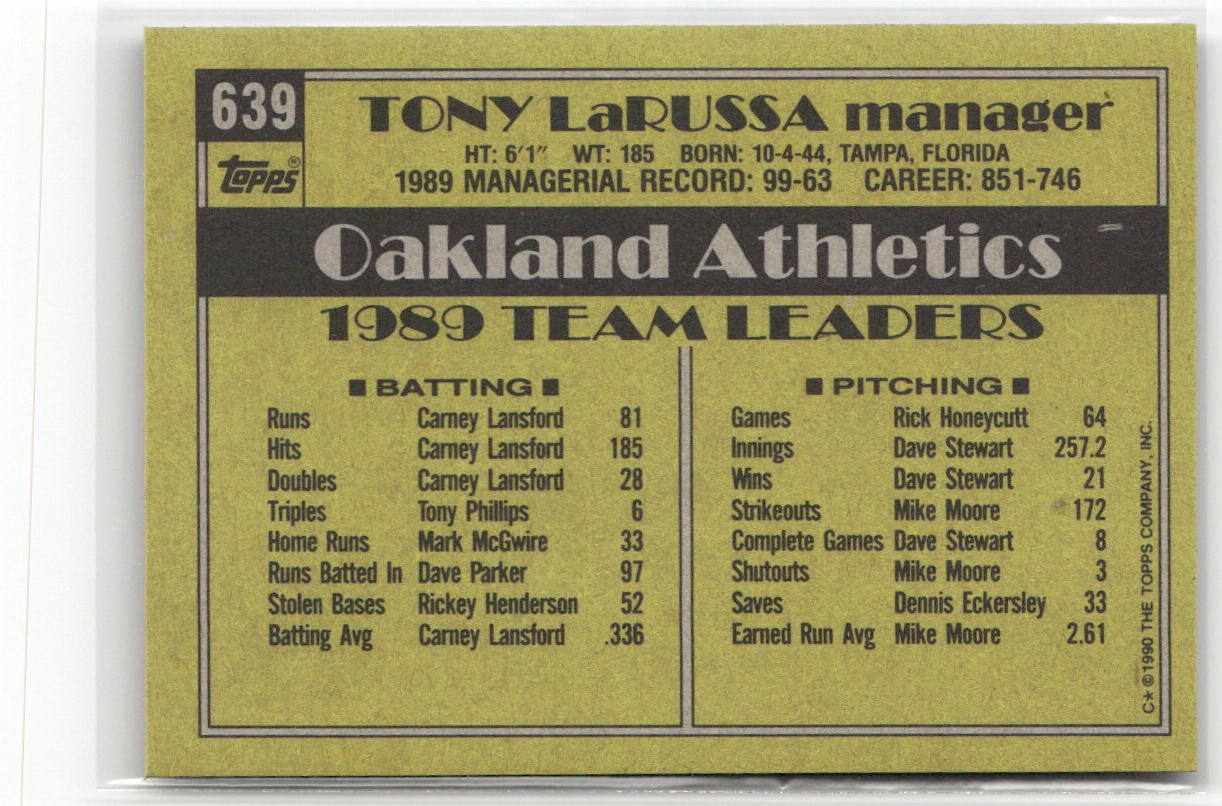 639
TONY LaRUSSA manager
HT: 6'1" WT: 185 BORN: 10-4-44, TAMPA, FLORIDA
topps®
1989 MANAGERIAL RECORD: 99-63 CAREER: 851-746
Oakland Athletics
1989 TEAM LEADERS
■ BATTING ■
Runs Carney Lansford 81
Hits Carney Lansford 185
Doubles Carney Lansford 28
Triples Tony Phillips 6
Home Runs Mark McGwire 33
Runs Batted In Dave Parker 97
Stolen Bases Rickey Henderson 52
Batting Avg Carney Lansford .336
■ PITCHING ■
Games Rick Honeycutt 64
Innings Dave Stewart 257.2
Wins Dave Stewart 21
Strikeouts Mike Moore 172
Complete Games Dave Stewart 8
Shutouts Mike Moore 3
Saves Dennis Eckersley 33
Earned Run Avg Mike Moore 2.61
C* © 1990 THE TOPPS COMPANY, INC.